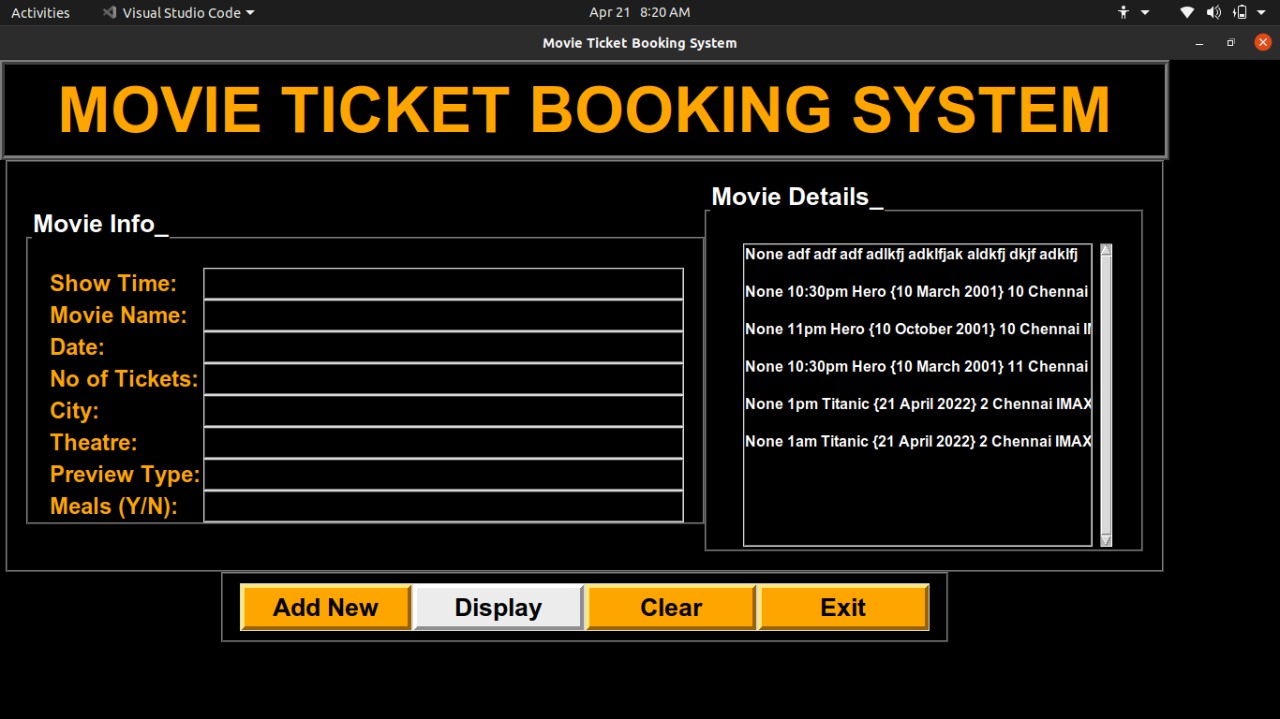 Activities Visual Studio Code Apr 21 8:20 AM
Movie Ticket Booking System
MOVIE TICKET BOOKING SYSTEM
Movie Info_
Show Time:
Movie Name:
Date:
No of Tickets:
City:
Theatre:
Preview Type:
Meals (Y/N):
Movie Details_
None adf adf adf adlkfj adklfjak aldkfj dkjf adklfj
None 10:30pm Hero {10 March 2001} 10 Chennai
None 11pm Hero {10 October 2001} 10 Chennai
None 10:30pm Hero {10 March 2001} 11 Chennai
None 1pm Titanic {21 April 2022} 2 Chennai IMAX
None 1am Titanic {21 April 2022} 2 Chennai IMAX
Add New Display Clear Exit